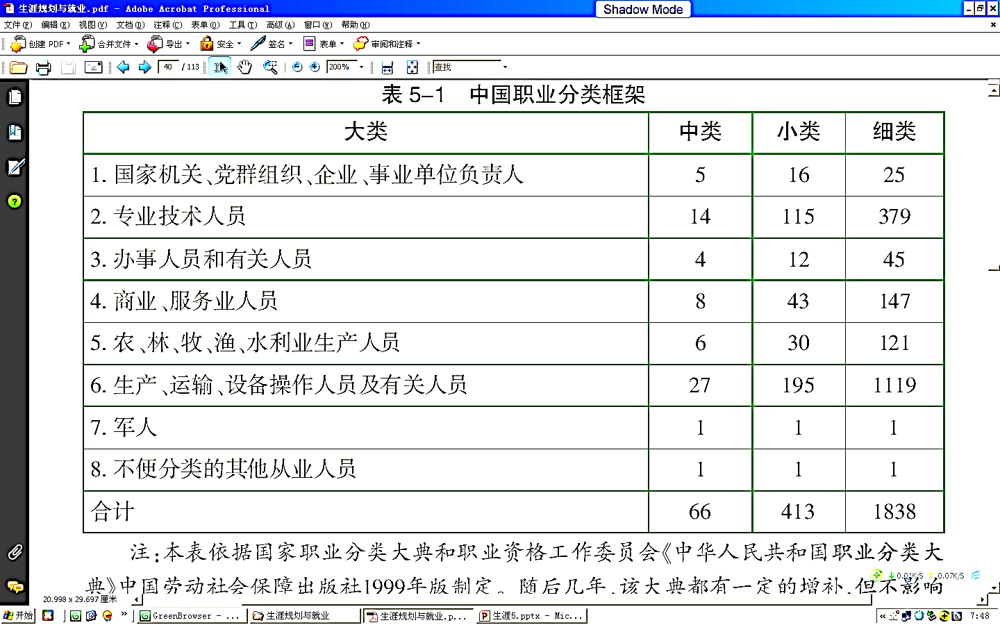 生涯规划与就业.pdf - Adobe Acrobat Professional
Shadow Mode
文件(F) 编辑(E) 视图(V) 文档(D) 注释(C) 表单(O) 工具(T) 高级(A) 窗口(W) 帮助(H)
创建 PDF 合并文件 导出 安全 签名 表单 审阅和注释
40 / 113 200% 查找
表 5-1 中国职业分类框架
大类 中类 小类 细类
1. 国家机关、党群组织、企业、事业单位负责人 5 16 25
2. 专业技术人员 14 115 379
3. 办事人员和有关人员 4 12 45
4. 商业、服务业人员 8 43 147
5. 农、林、牧、渔、水利业生产人员 6 30 121
6. 生产、运输、设备操作人员及有关人员 27 195 1119
7. 军人 1 1 1
8. 不便分类的其他从业人员 1 1 1
合计 66 413 1838
注:本表依据国家职业分类大典和职业资格工作委员会《中华人民共和国职业分类大
典》中国劳动社会保障出版社1999年版制定。随后几年,该大典都有一定的增补,但不影响
↓0.01K/S ↑0.07K/S
20.998 x 29.697 厘米
开始 » GreenBrowser - ... 生涯规划与就业 生涯规划与就业.p... 生涯5.pptx - Mic... « 7:48